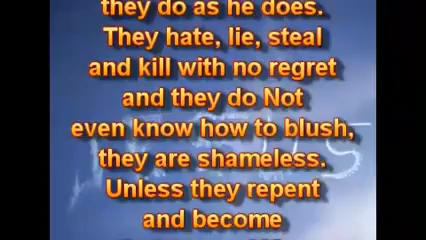 they do as he does.
They hate, lie, steal
and kill with no regret
and they do Not
even know how to blush,
they are shameless.
Unless they repent
and become
JESUS